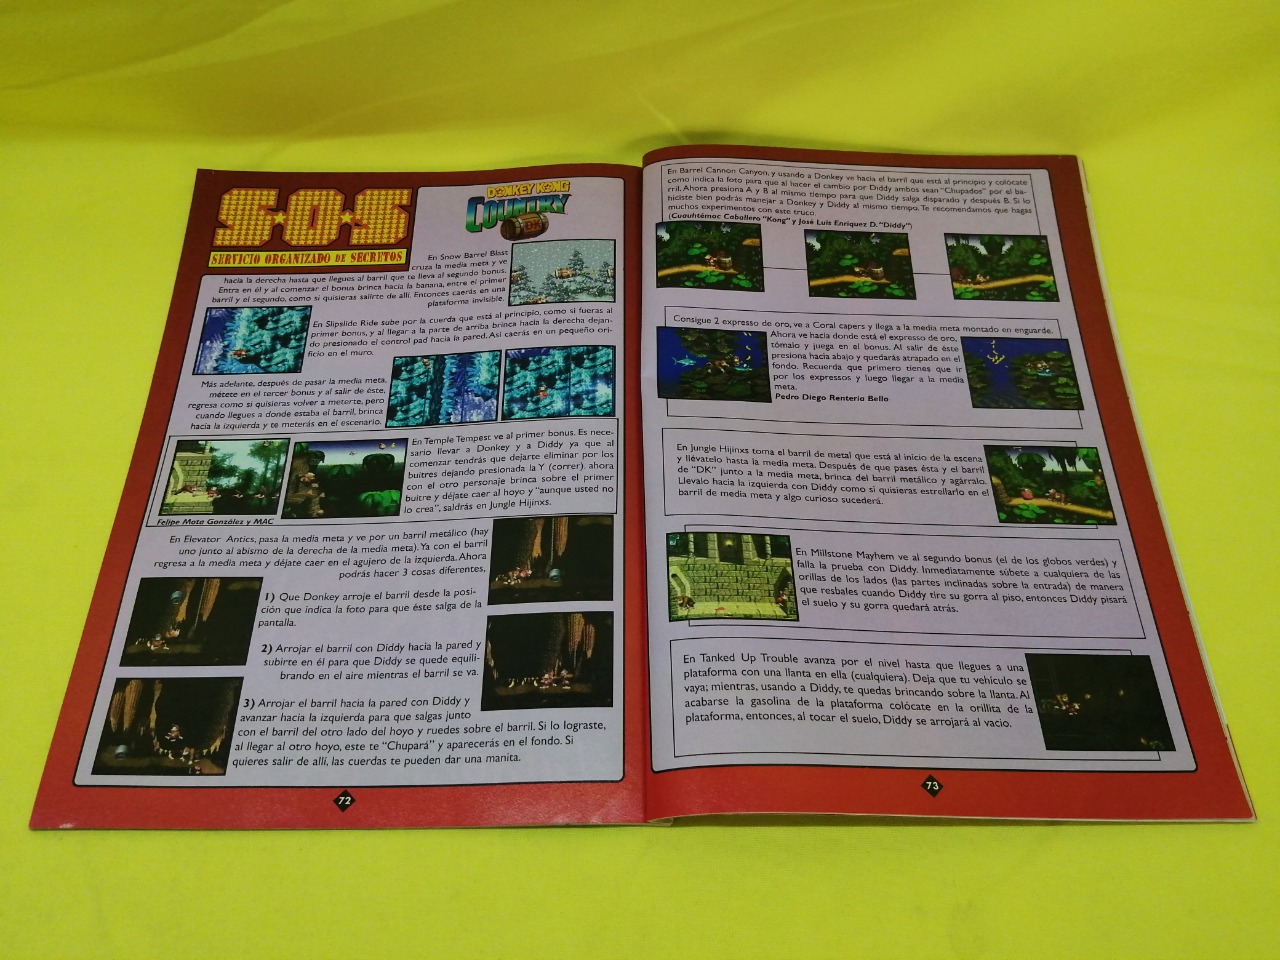 S·O·S
SERVICIO ORGANIZADO DE SECRETOS
DONKEY KONG
COUNTRY
DK
En Snow Barrel Blast
cruza la media meta y ve
hacia la derecha hasta que llegues al barril que te lleva al segundo bonus.
Entra en él y al comenzar el bonus brinca hacia la banana, entre el primer
barril y el segundo, como si quisieras salirte de allí. Entonces caerás en una
plataforma invisible.
En Slipslide Ride sube por la cuerda que está al principio, como si fueras al
primer bonus, y al llegar a la parte de arriba brinca hacia la derecha dejan-
do presionado el control pad hacia la pared. Así caerás en un pequeño ori-
ficio en el muro.
Más adelante, después de pasar la media meta,
métete en el tercer bonus y al salir de éste,
regresa como si quisieras volver a meterte, pero
cuando llegues a donde estaba el barril, brinca
hacia la izquierda y te meterás en el escenario.
En Temple Tempest ve al primer bonus. Es nece-
sario llevar a Donkey y a Diddy ya que al
comenzar tendrás que dejarte eliminar por los
buitres dejando presionada la Y (correr). ahora
con el otro personaje brinca sobre el primer
buitre y déjate caer al hoyo y "aunque usted no
lo crea", saldrás en Jungle Hijinxs.
Felipe Mota González y MAC
En Elevator Antics, pasa la media meta y ve por un barril metálico (hay
uno junto al abismo de la derecha de la media meta). Ya con el barril
regresa a la media meta y déjate caer en el agujero de la izquierda. Ahora
podrás hacer 3 cosas diferentes,
1) Que Donkey arroje el barril desde la posi-
ción que indica la foto para que éste salga de la
pantalla.
2) Arrojar el barril con Diddy hacia la pared y
subirte en él para que Diddy se quede equili-
brando en el aire mientras el barril se va.
3) Arrojar el barril hacia la pared con Diddy y
avanzar hacia la izquierda para que salgas junto
con el barril del otro lado del hoyo y ruedes sobre el barril. Si lo lograste,
al llegar al otro hoyo, este te "Chupará" y aparecerás en el fondo. Si
quieres salir de allí, las cuerdas te pueden dar una manita.
72
En Barrel Cannon Canyon, y usando a Donkey ve hacia el barril que está al principio y colócate
como indica la foto para que al hacer el cambio por Diddy ambos sean "Chupados" por el ba-
rril. Ahora presiona A y B al mismo tiempo para que Diddy salga disparado y después B. Si lo
hiciste bien podrás manejar a Donkey y Diddy al mismo tiempo. Te recomendamos que hagas
muchos experimentos con este truco.
(Cuauhtémoc Caballero "Kong" y José Luis Enriquez D. "Diddy")
Consigue 2 expresso de oro, ve a Coral capers y llega a la media meta montado en enguarde.
Ahora ve hacia donde está el expresso de oro,
tómalo y juega en el bonus. Al salir de éste
presiona hacia abajo y quedarás atrapado en el
fondo. Recuerda que primero tienes que ir
por los expressos y luego llegar a la media
meta.
Pedro Diego Renteria Bello
En Jungle Hijinxs toma el barril de metal que está al inicio de la escena
y llévatelo hasta la media meta. Después de que pases ésta y el barril
de "DK" junto a la media meta, brinca del barril metálico y agárralo.
Llevalo hacia la izquierda con Diddy como si quisieras estrellarlo en el
barril de media meta y algo curioso sucederá.
En Millstone Mayhem ve al segundo bonus (el de los globos verdes) y
falla la prueba con Diddy. Inmediatamente súbete a cualquiera de las
orillas de los lados (las partes inclinadas sobre la entrada) de manera
que resbales cuando Diddy tire su gorra al piso, entonces Diddy pisará
el suelo y su gorra quedará atrás.
En Tanked Up Trouble avanza por el nivel hasta que llegues a una
plataforma con una llanta en ella (cualquiera). Deja que tu vehículo se
vaya; mientras, usando a Diddy, te quedas brincando sobre la llanta. Al
acabarse la gasolina de la plataforma colócate en la orillita de la
plataforma, entonces, al tocar el suelo, Diddy se arrojará al vacio.
73